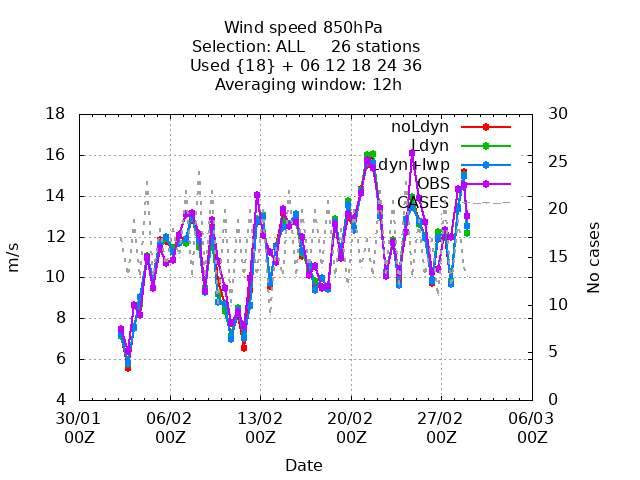 Wind speed 850hPa
Selection: ALL     26 stations
Used {18} + 06 12 18 24 36
Averaging window: 12h
18
16
14
12
10
8
6
4
30
25
20
15
10
5
0
m/s
No cases
noLdyn
Ldyn
Ldyn+lwp
OBS
CASES
30/01 06/02 13/02 20/02 27/02 06/03
00Z 00Z 00Z 00Z 00Z 00Z
Date